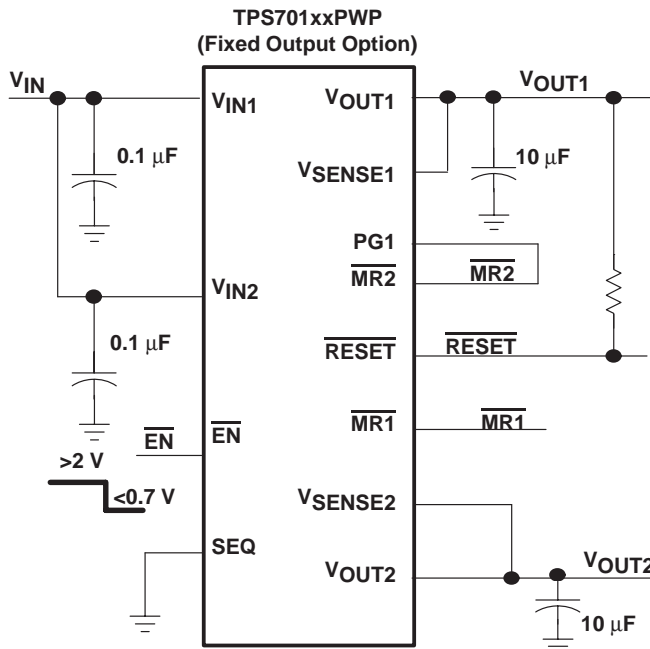 TPS701xxPWP
(Fixed Output Option)
VIN
VIN1
VOUT1
VOUT1
0.1 μF
10 μF
VSENSE1
PG1
MR2
MR2
VIN2
0.1 μF
RESET
RESET
EN
EN
MR1
MR1
>2 V
<0.7 V
VSENSE2
SEQ
VOUT2
VOUT2
10 μF